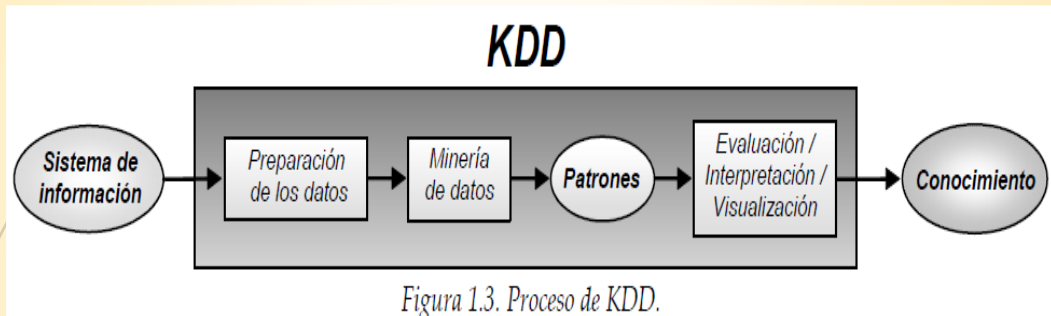 KDD
Sistema de
información
Preparación
de los datos
Minería
de datos
Patrones
Evaluación /
Interpretación /
Visualización
Conocimiento
Figura 1.3. Proceso de KDD.